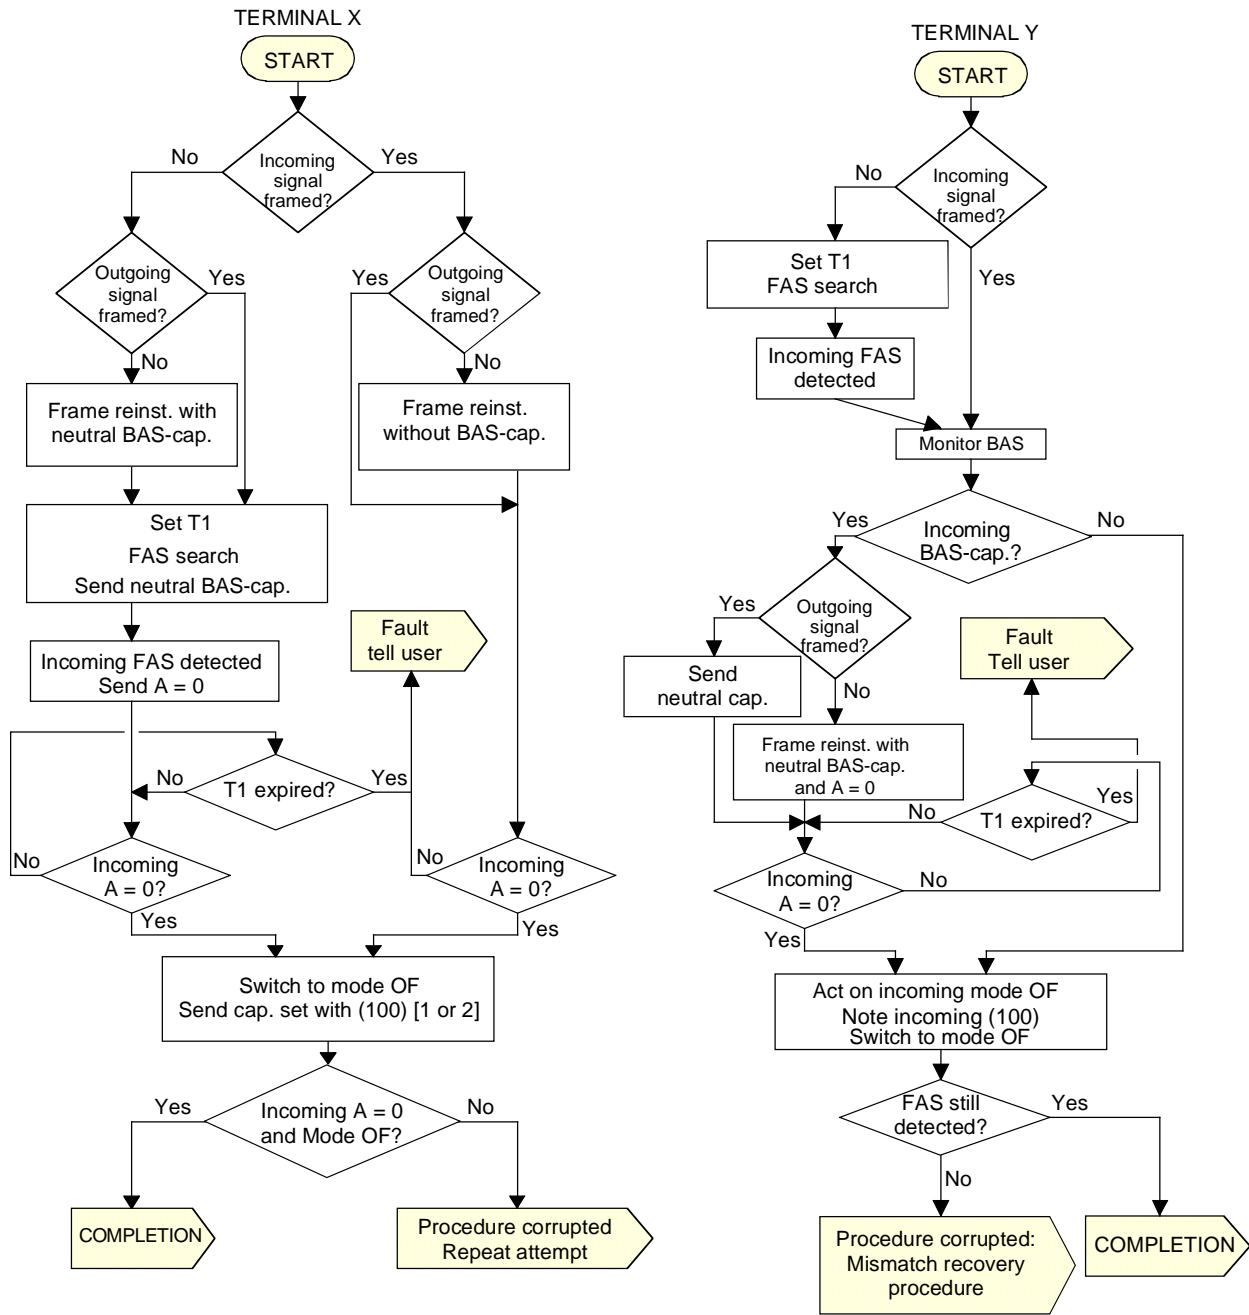 TERMINAL X
START
Incoming
signal
framed?
No
Yes
Outgoing
signal
framed?
Yes
No
Yes
Outgoing
signal
framed?
No
Frame reinst. with
neutral BAS-cap.
Frame reinst.
without BAS-cap.
Set T1
FAS search
Send neutral BAS-cap.
Incoming FAS detected
Send A = 0
Fault
tell user
No
T1 expired?
Yes
No
Incoming
A = 0?
Yes
No
Incoming
A = 0?
Yes
Switch to mode OF
Send cap. set with (100) [1 or 2]
Yes
Incoming A = 0
and Mode OF?
No
COMPLETION
Procedure corrupted
Repeat attempt
TERMINAL Y
START
No
Incoming
signal
framed?
Yes
Set T1
FAS search
Incoming FAS
detected
Monitor BAS
Yes
Incoming
BAS-cap.?
No
Yes
Outgoing
signal
framed?
No
Send
neutral cap.
Fault
Tell user
Frame reinst. with
neutral BAS-cap.
and A = 0
No
T1 expired?
Yes
Incoming
A = 0?
No
Yes
Act on incoming mode OF
Note incoming (100)
Switch to mode OF
FAS still
detected?
Yes
No
Procedure corrupted:
Mismatch recovery
procedure
COMPLETION